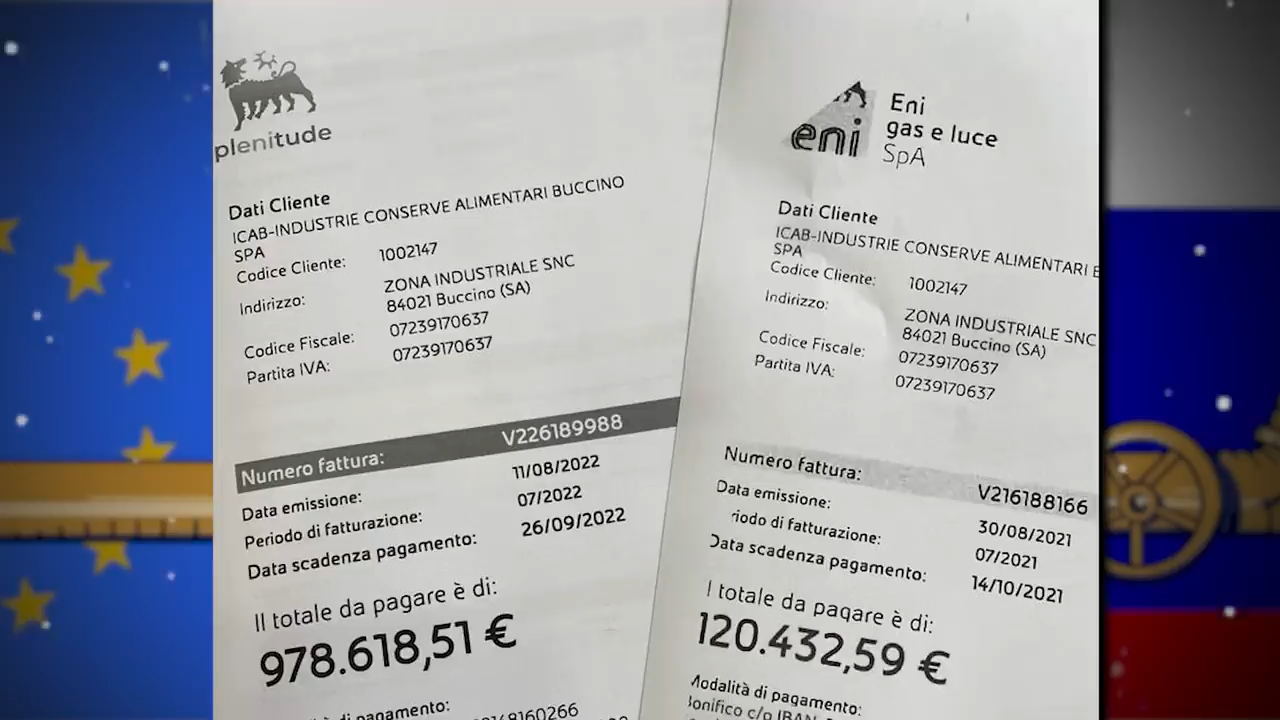 plenitude
Dati Cliente
ICAB-INDUSTRIE CONSERVE ALIMENTARI BUCCINO
SPA
Codice Cliente: 1002147
Indirizzo: ZONA INDUSTRIALE SNC
84021 Buccino (SA)
Codice Fiscale: 07239170637
Partita IVA: 07239170637
Numero fattura: V226189988
Data emissione: 11/08/2022
Periodo di fatturazione: 07/2022
Data scadenza pagamento: 26/09/2022
Il totale da pagare è di:
978.618,51 €
di pagamento:
eni
Eni
gas e luce
SpA
Dati Cliente
ICAB-INDUSTRIE CONSERVE ALIMENTARI B
SPA
Codice Cliente: 1002147
Indirizzo: ZONA INDUSTRIALE SNC
84021 Buccino (SA)
Codice Fiscale: 07239170637
Partita IVA: 07239170637
Numero fattura: V216188166
Data emissione: 30/08/2021
riodo di fatturazione: 07/2021
Data scadenza pagamento: 14/10/2021
l totale da pagare è di:
120.432,59 €
Modalità di pagamento:
Bonifico c/o IBAN